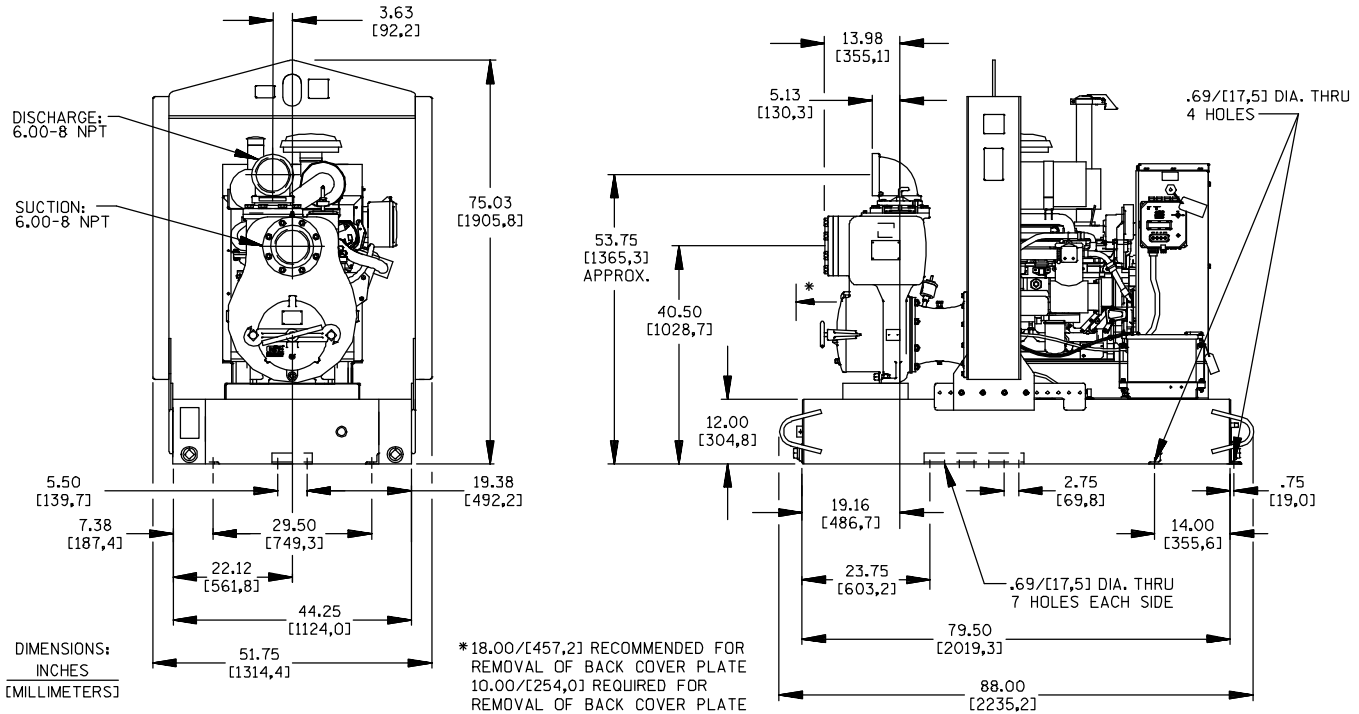 3.63
[92,2]
DISCHARGE:
6.00-8 NPT
SUCTION:
6.00-8 NPT
75.03
[1905,8]
5.50
[139,7]
19.38
[492,2]
7.38
[187,4]
29.50
[749,3]
22.12
[561,8]
44.25
[1124,0]
51.75
[1314,4]
DIMENSIONS:
INCHES
[MILLIMETERS]
13.98
[355,1]
5.13
[130,3]
.69/[17,5] DIA. THRU
4 HOLES
53.75
[1365,3]
APPROX.
*
40.50
[1028,7]
12.00
[304,8]
2.75
[69,8]
.75
[19,0]
19.16
[486,7]
14.00
[355,6]
23.75
[603,2]
.69/[17,5] DIA. THRU
7 HOLES EACH SIDE
79.50
[2019,3]
88.00
[2235,2]
*18.00/[457,2] RECOMMENDED FOR
REMOVAL OF BACK COVER PLATE
10.00/[254,0] REQUIRED FOR
REMOVAL OF BACK COVER PLATE